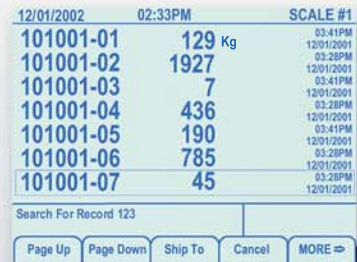 12/01/2002 02:33PM SCALE #1
101001-01 129 Kg 03:41PM 12/01/2001
101001-02 1927 03:28PM 12/01/2001
101001-03 7 03:41PM 12/01/2001
101001-04 436 03:28PM 12/01/2001
101001-05 190 03:41PM 12/01/2001
101001-06 785 03:28PM 12/01/2001
101001-07 45 03:28PM 12/01/2001
Search For Record 123
Page Up Page Down Ship To Cancel MORE ⇨